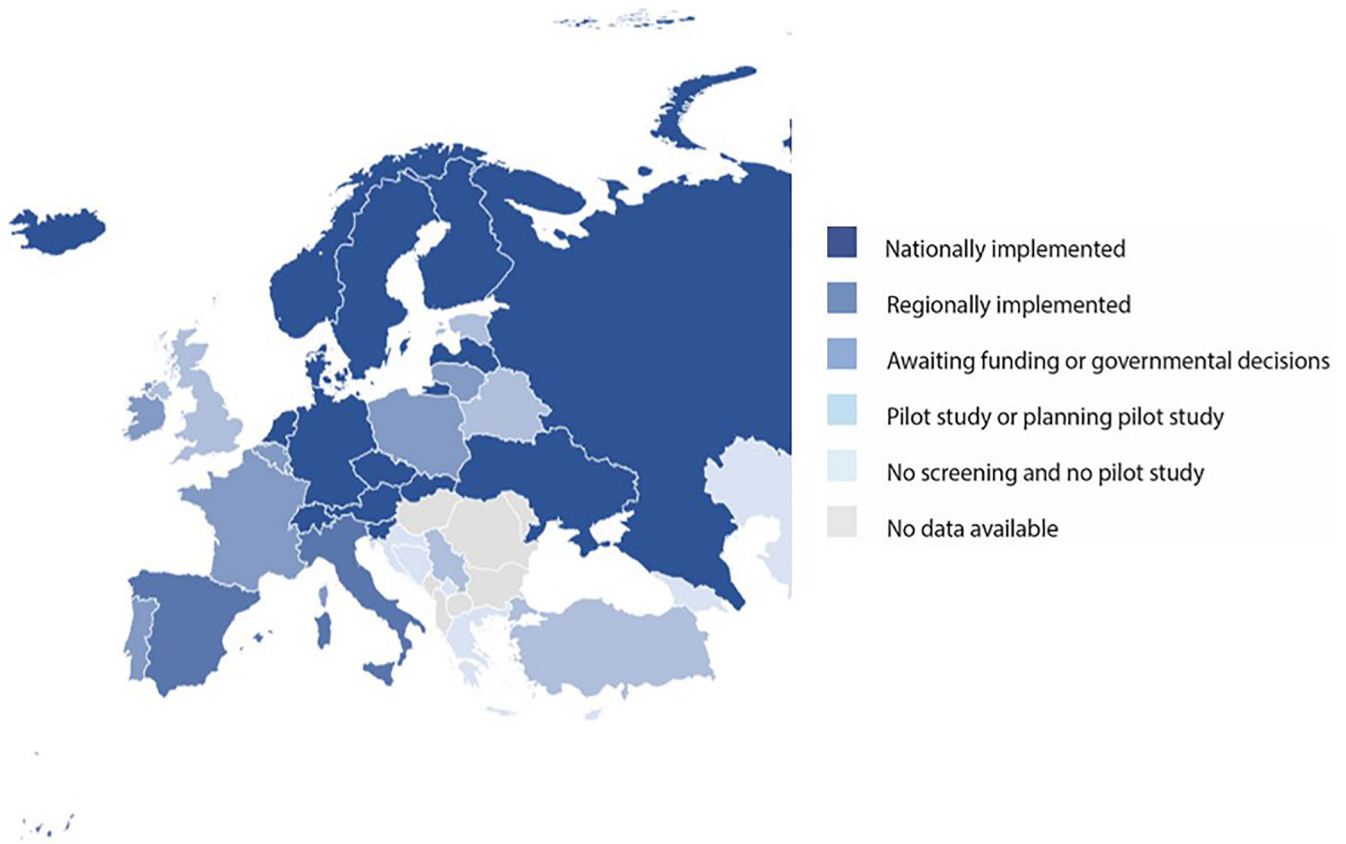 Nationally implemented
Regionally implemented
Awaiting funding or governmental decisions
Pilot study or planning pilot study
No screening and no pilot study
No data available